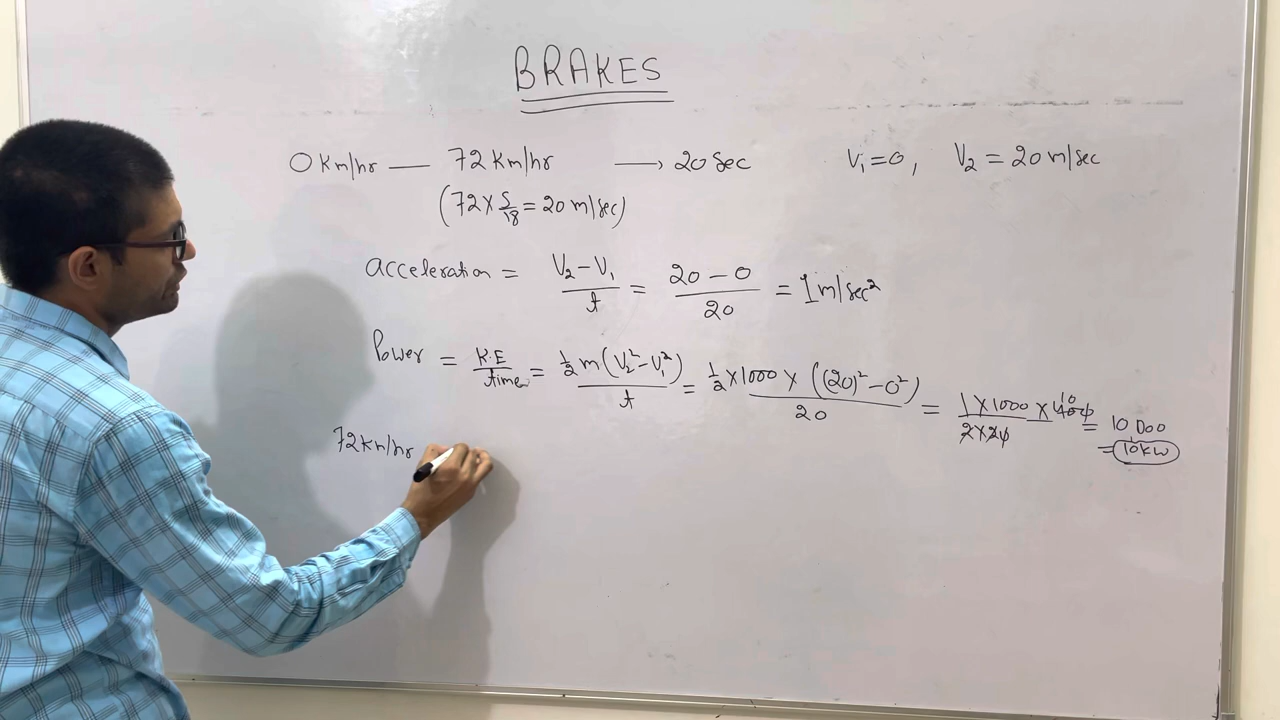 BRAKES
0 Km/hr — 72 Km/hr → 20 Sec V₁=0, V₂ = 20 m/sec
(72 × 5/18 = 20 m/sec)
acceleration = (V₂ − V₁)/t = (20 − 0)/20 = 1 m/sec²
Power = K.E/time = ½ m (V₂² − V₁²)/t = ½ × 1000 × ((20)² − 0²)/20 = (1 × 1000 × 400 10)/(2 × 20) = 10 000
= 10 KW
72 Km/hr